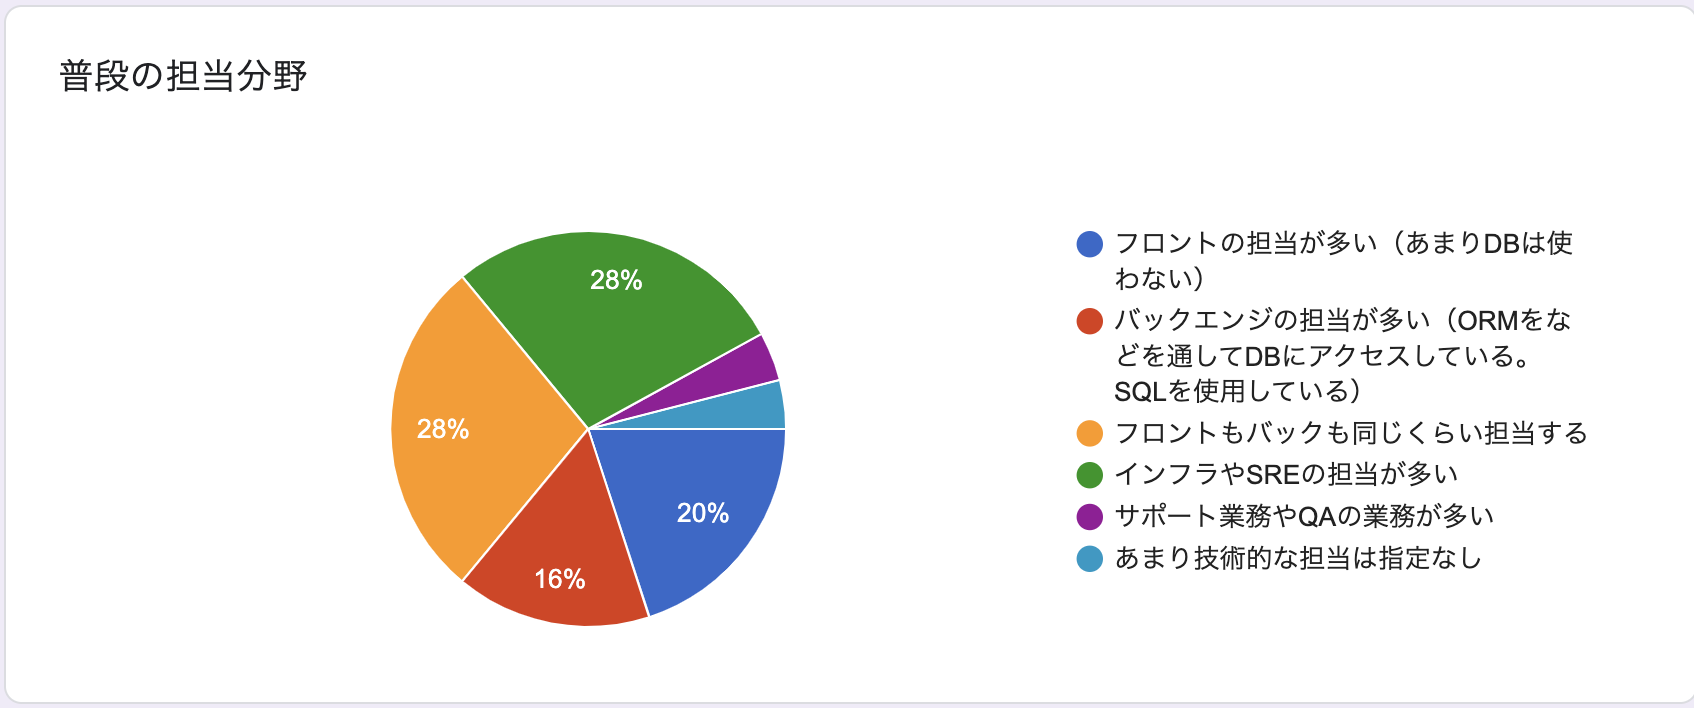 普段の担当分野
28%
28%
16%
20%
フロントの担当が多い（あまりDBは使
わない）
バックエンジの担当が多い（ORMをな
どを通してDBにアクセスしている。
SQLを使用している）
フロントもバックも同じくらい担当する
インフラやSREの担当が多い
サポート業務やQAの業務が多い
あまり技術的な担当は指定なし